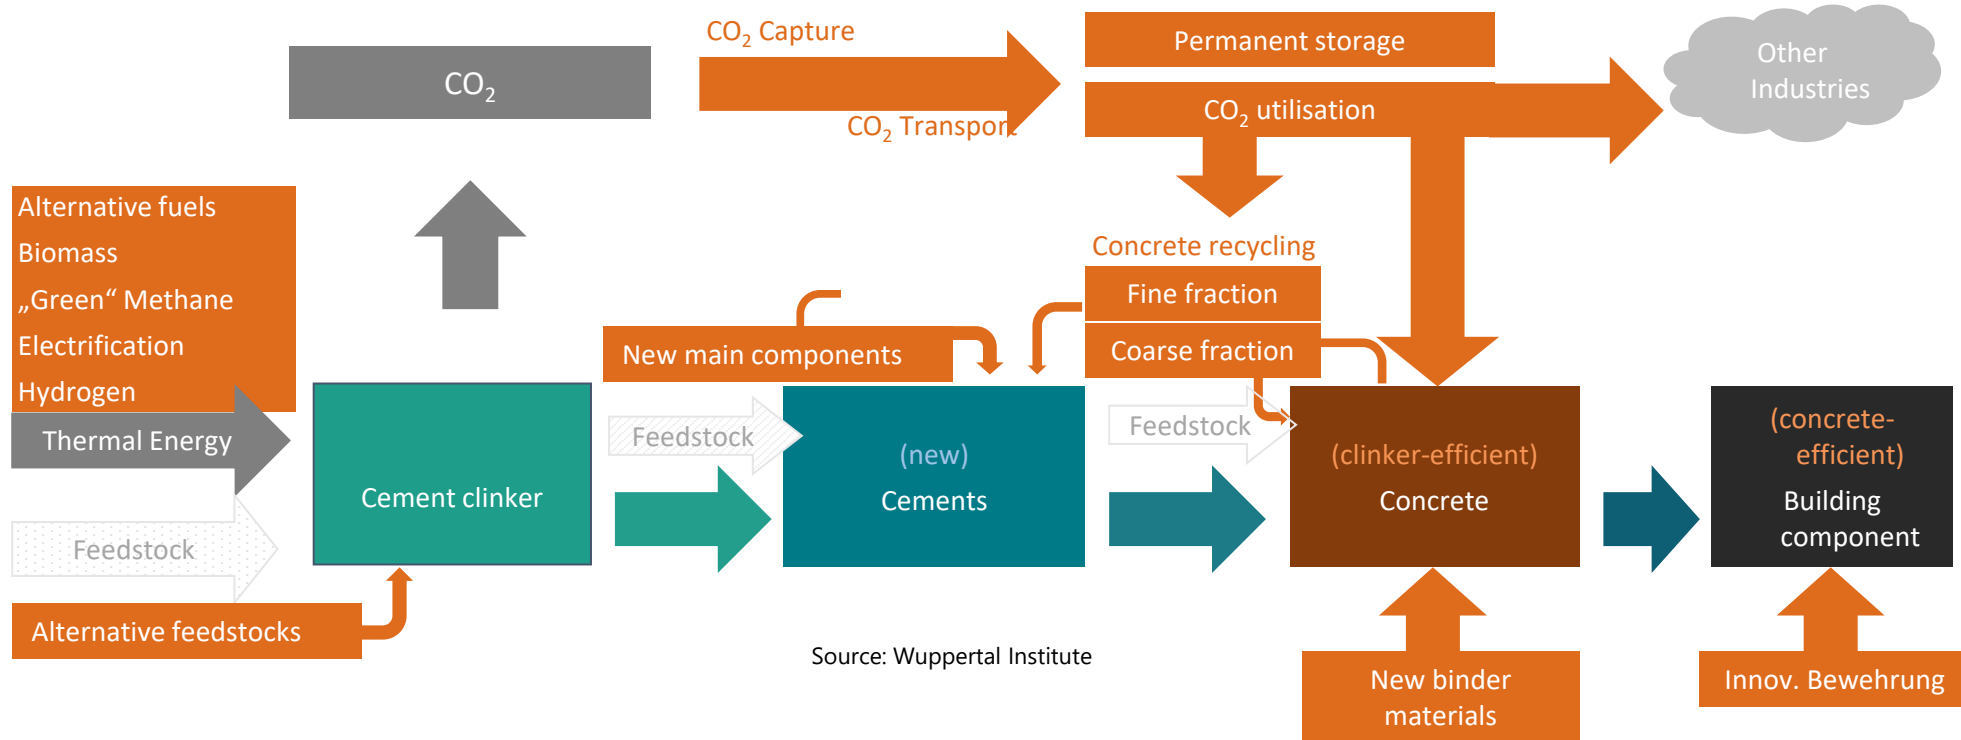 CO₂ Capture
Permanent storage
Other
Industries
CO₂
CO₂ utilisation
CO₂ Transport
Alternative fuels
Biomass
„Green“ Methane
Electrification
Hydrogen
Concrete recycling
Fine fraction
Coarse fraction
New main components
Thermal Energy
Feedstock
Feedstock
(concrete-
efficient)
Building
component
(new)
Cements
(clinker-efficient)
Concrete
Cement clinker
Feedstock
Alternative feedstocks
Source: Wuppertal Institute
New binder
materials
Innov. Bewehrung